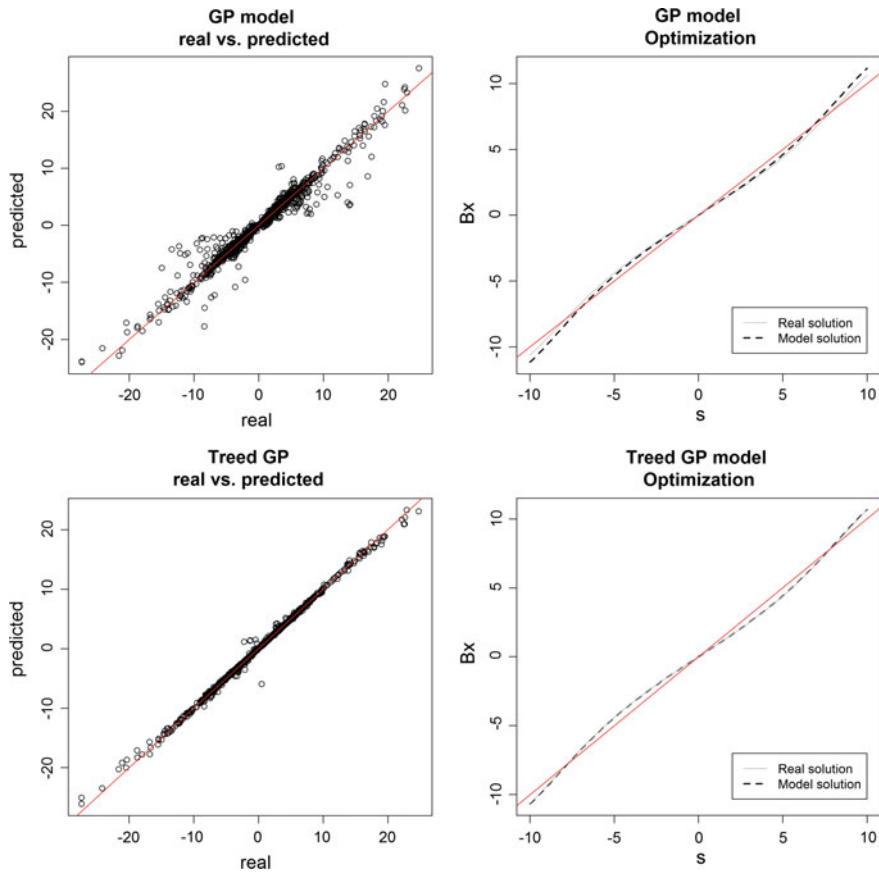 GP model
real vs. predicted
20
10
0
-10
-20
predicted
-20 -10 0 10 20
real
GP model
Optimization
10
5
0
-5
-10
Bx
Real solution
Model solution
-10 -5 0 5 10
s
Treed GP
real vs. predicted
20
10
0
-10
-20
predicted
-20 -10 0 10 20
real
Treed GP model
Optimization
10
5
0
-5
-10
Bx
Real solution
Model solution
-10 -5 0 5 10
s